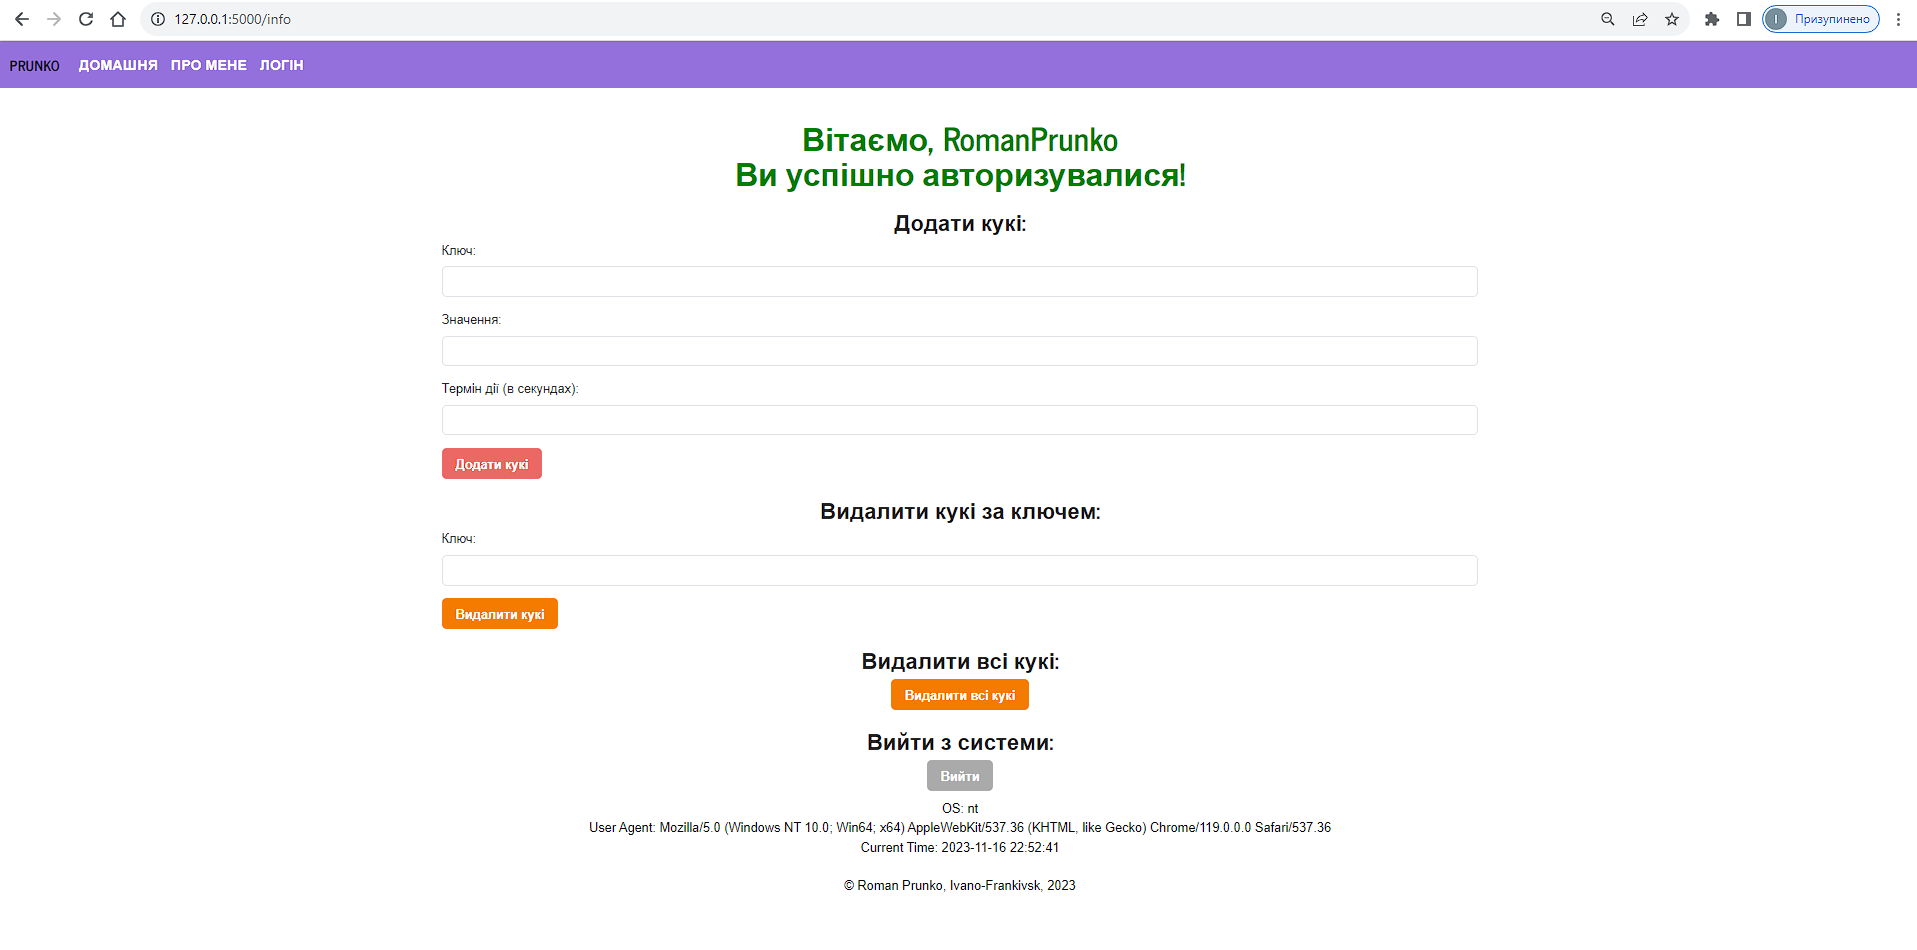 127.0.0.1:5000/info
Призупинено
PRUNKO ДОМАШНЯ ПРО МЕНЕ ЛОГІН
Вітаємо, RomanPrunko
Ви успішно авторизувалися!
Додати кукі:
Ключ:
Значення:
Термін дії (в секундах):
Додати кукі
Видалити кукі за ключем:
Ключ:
Видалити кукі
Видалити всі кукі:
Видалити всі кукі
Вийти з системи:
Вийти
OS: nt
User Agent: Mozilla/5.0 (Windows NT 10.0; Win64; x64) AppleWebKit/537.36 (KHTML, like Gecko) Chrome/119.0.0.0 Safari/537.36
Current Time: 2023-11-16 22:52:41
© Roman Prunko, Ivano-Frankivsk, 2023